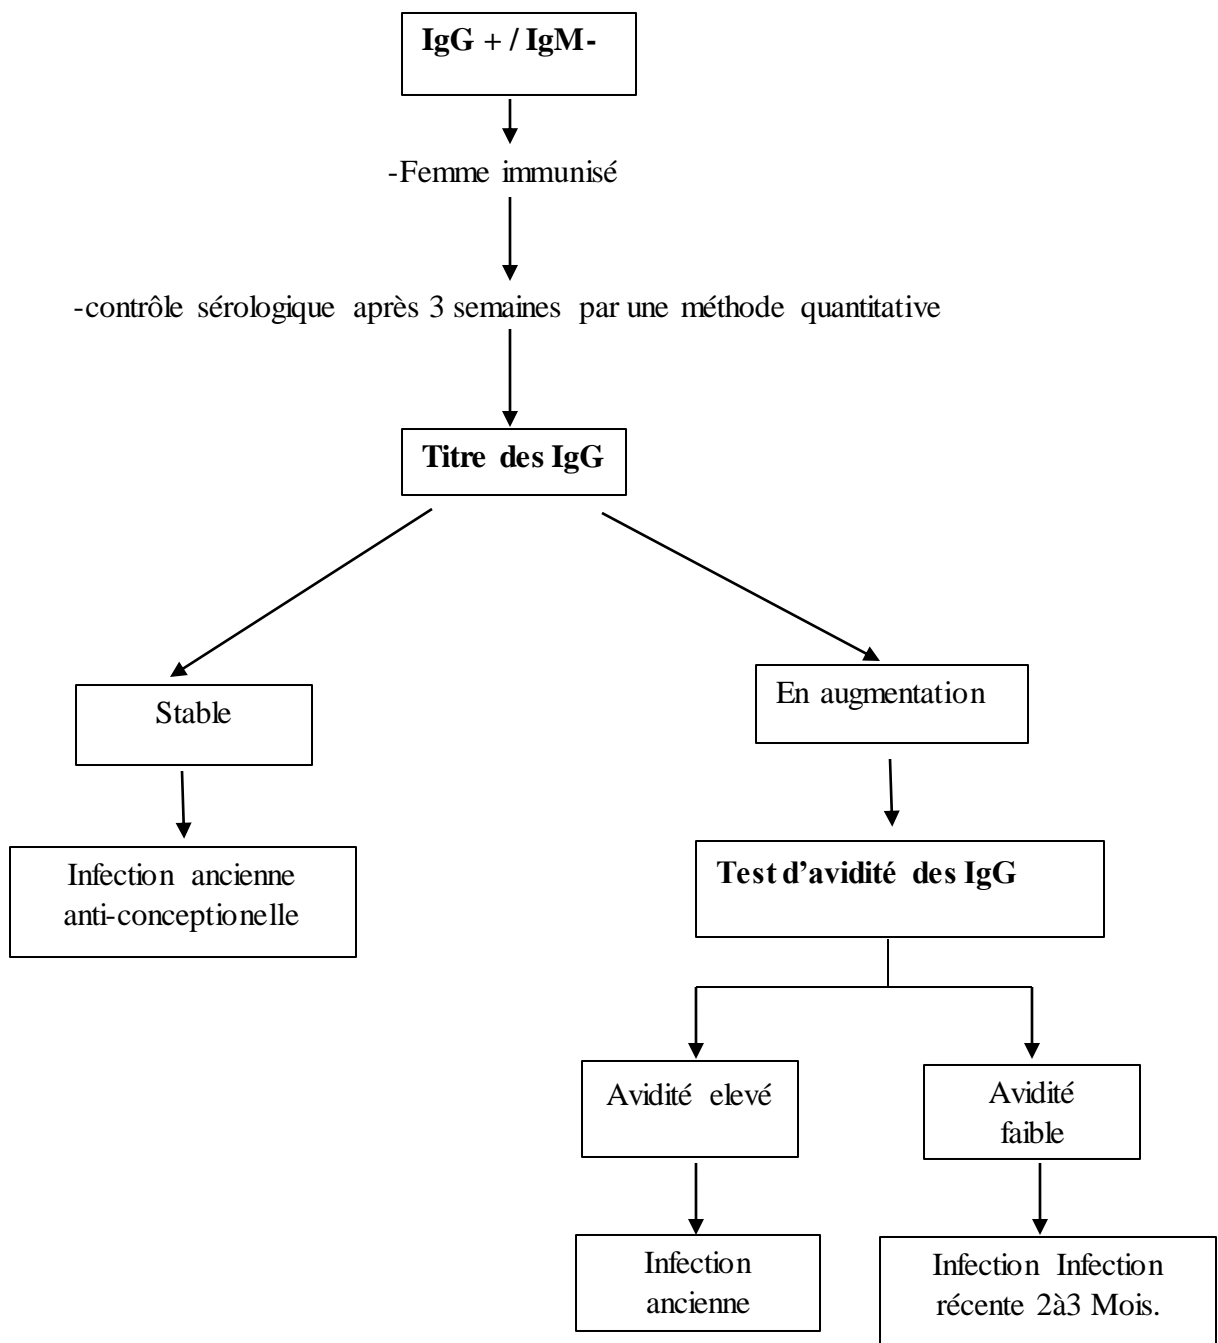 IgG + / IgM-
-Femme immunisé
-contrôle sérologique après 3 semaines par une méthode quantitative
Titre des IgG
Stable
En augmentation
Infection ancienne
anti-conceptionelle
Test d’avidité des IgG
Avidité elevé
Avidité
faible
Infection
ancienne
Infection Infection
récente 2à3 Mois.